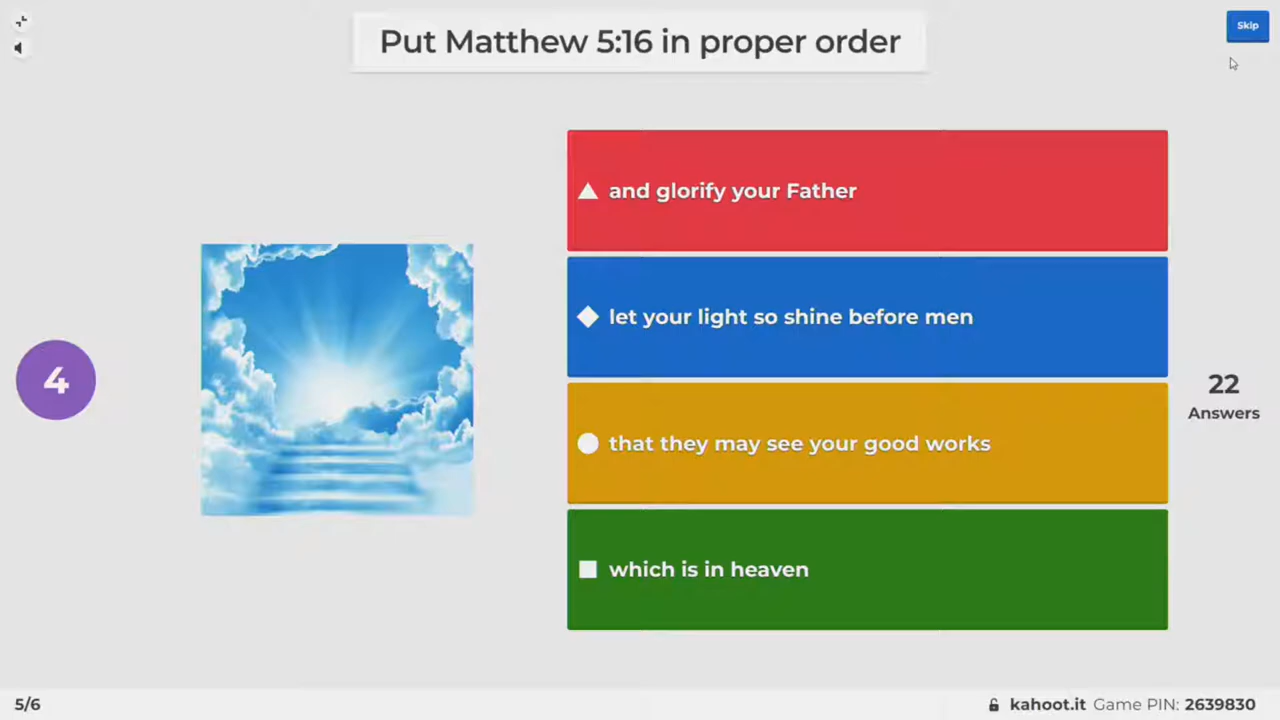 Put Matthew 5:16 in proper order
Skip
and glorify your Father
let your light so shine before men
that they may see your good works
which is in heaven
4
22
Answers
5/6
kahoot.it Game PIN: 2639830